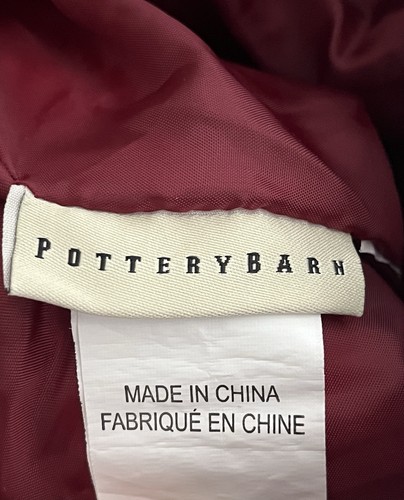 POTTERYBARN
MADE IN CHINA
FABRIQUÉ EN CHINE